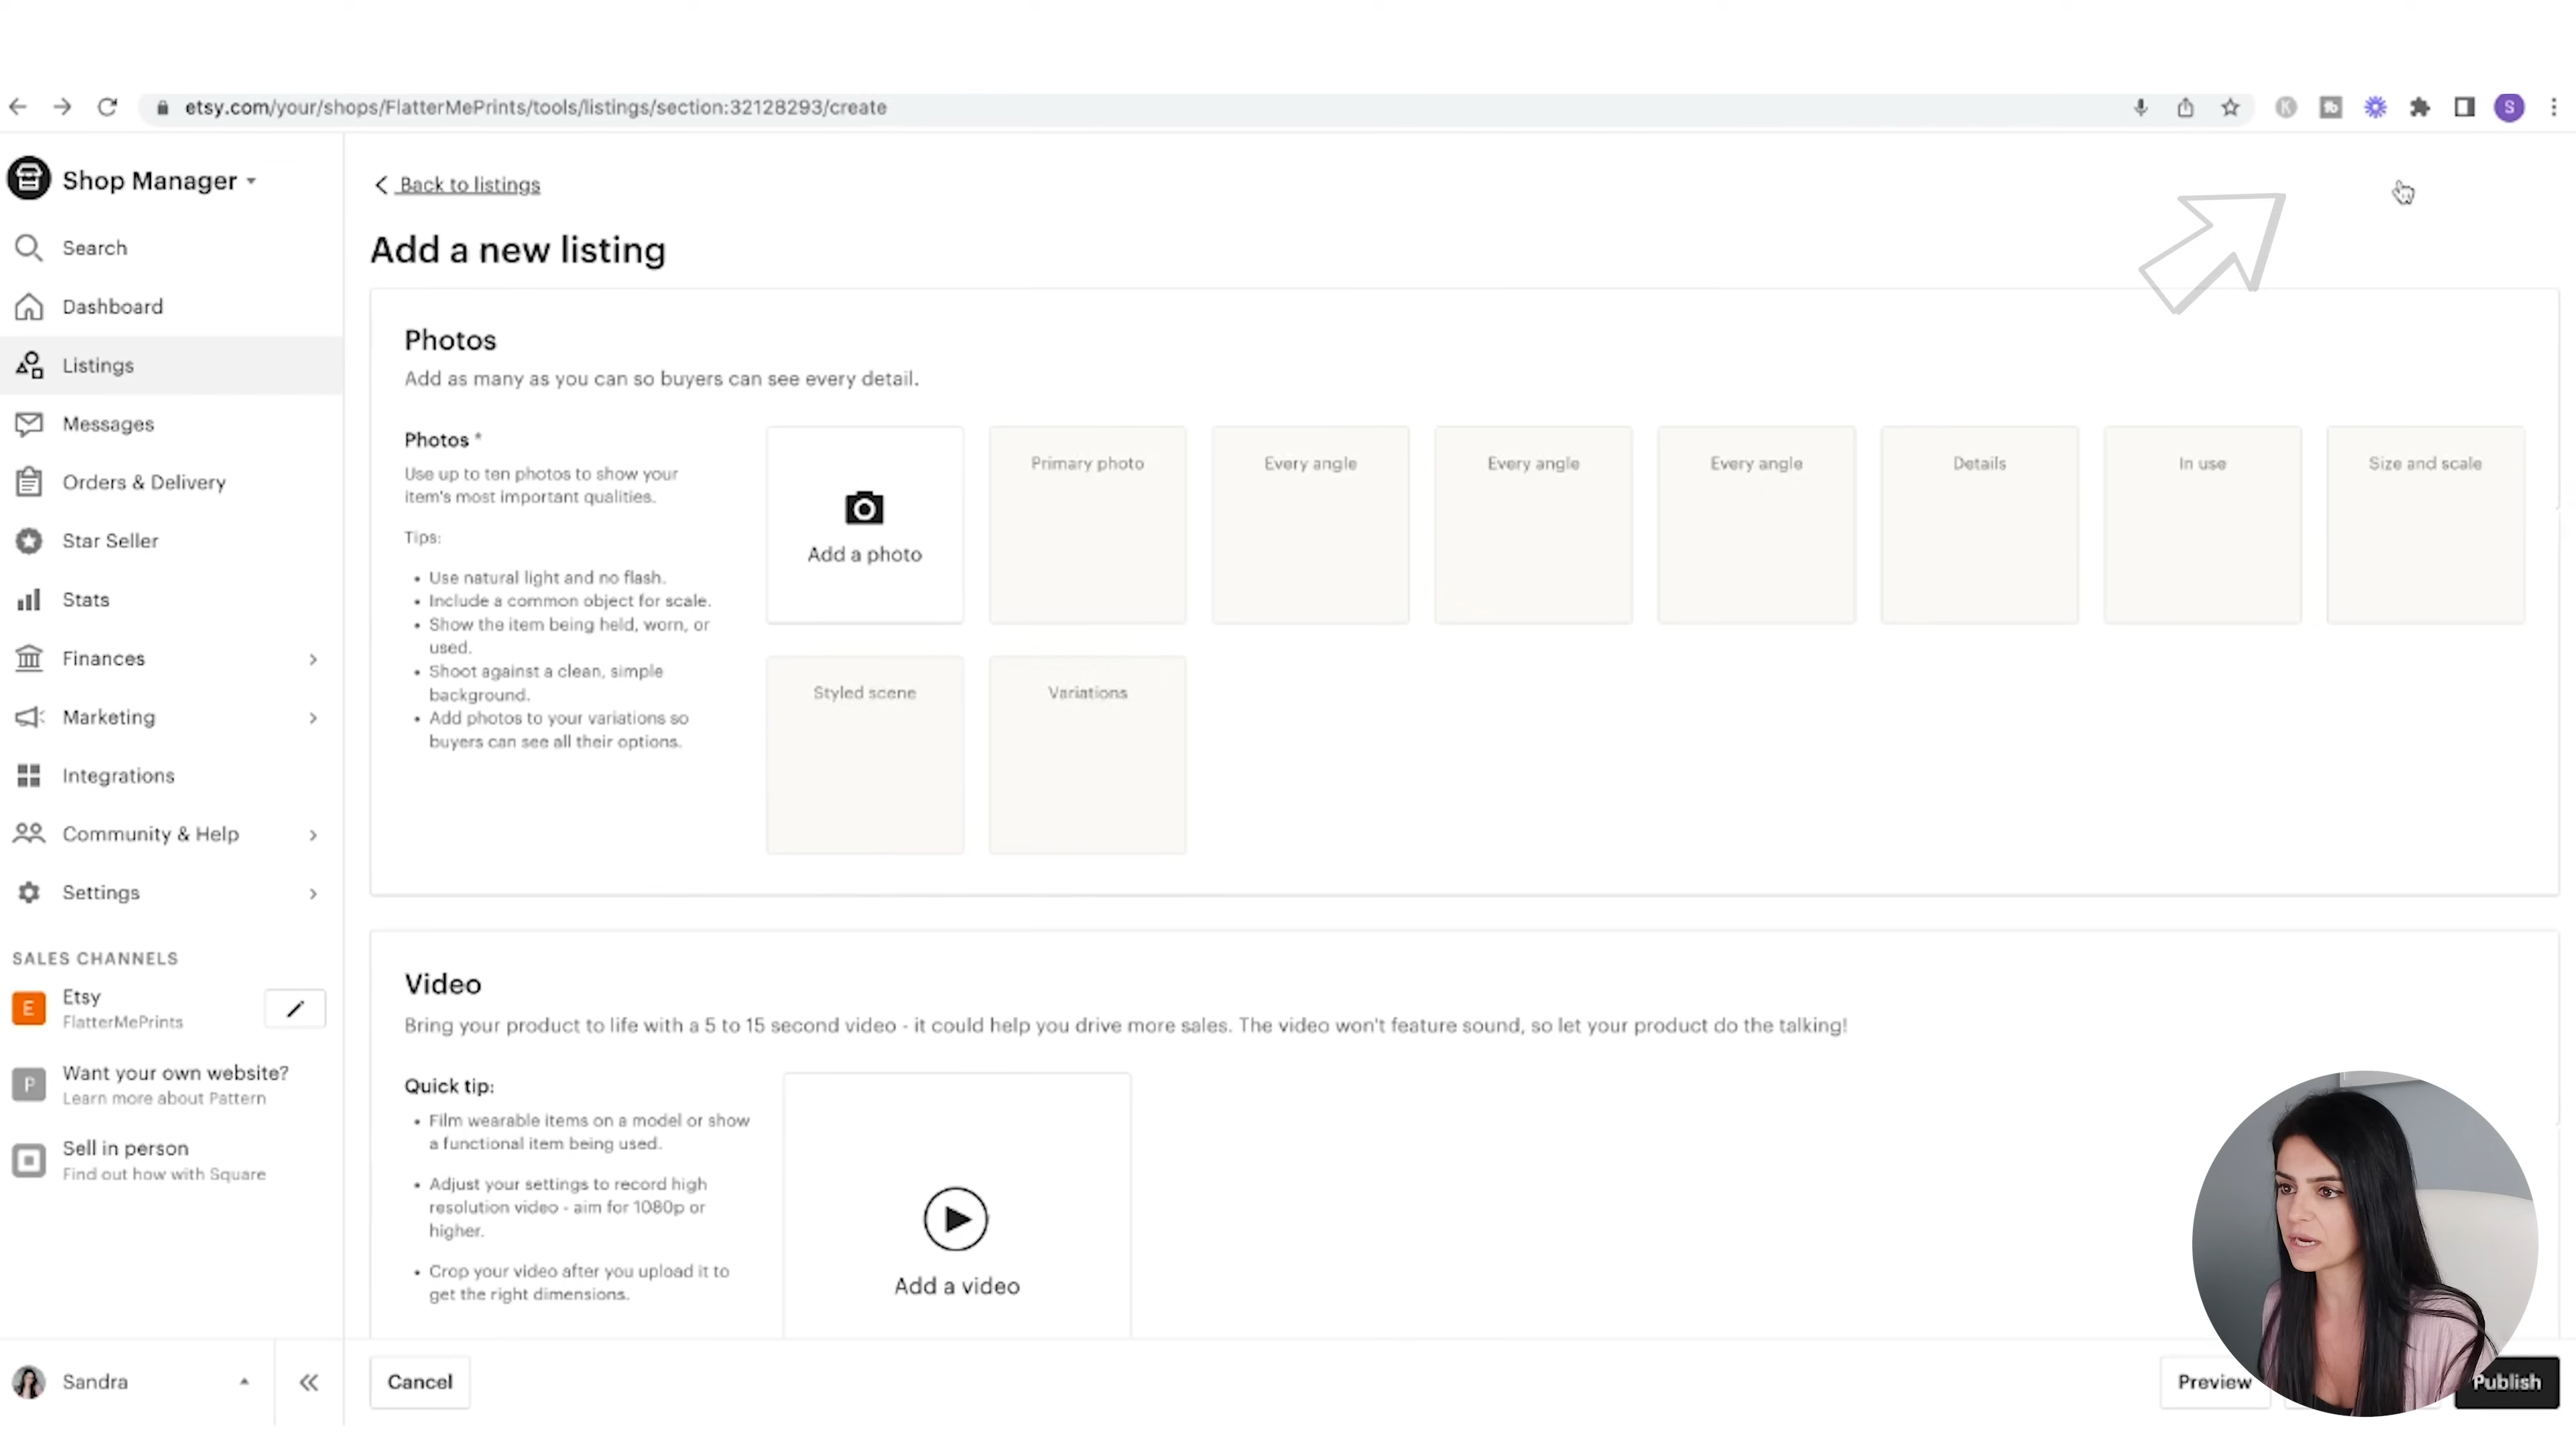 etsy.com/your/shops/FlatterMePrints/tools/listings/section:32128293/create
K
S
Shop Manager
Search
Dashboard
Listings
Messages
Orders & Delivery
Star Seller
Stats
Finances
Marketing
Integrations
Community & Help
Settings
SALES CHANNELS
E
Etsy
FlatterMePrints
P
Want your own website?
Learn more about Pattern
Sell in person
Find out how with Square
Sandra
Back to listings
Add a new listing
Photos
Add as many as you can so buyers can see every detail.
Photos *
Use up to ten photos to show your
item's most important qualities.
Tips:
• Use natural light and no flash.
• Include a common object for scale.
• Show the item being held, worn, or
used.
• Shoot against a clean, simple
background.
• Add photos to your variations so
buyers can see all their options.
Add a photo
Primary photo
Every angle
Every angle
Every angle
Details
In use
Size and scale
Styled scene
Variations
Video
Bring your product to life with a 5 to 15 second video - it could help you drive more sales. The video won't feature sound, so let your product do the talking!
Quick tip:
• Film wearable items on a model or show
a functional item being used.
• Adjust your settings to record high
resolution video - aim for 1080p or
higher.
• Crop your video after you upload it to
get the right dimensions.
Add a video
Cancel
Preview
Publish